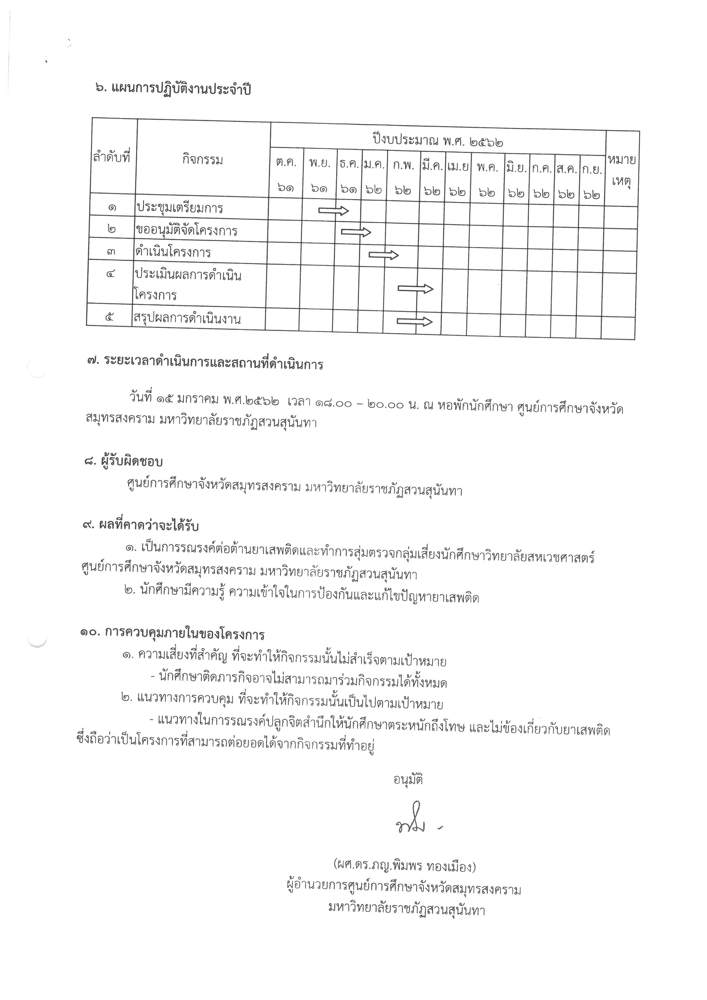 ๖. แผนการปฏิบัติงานประจำปี
ลำดับที่ กิจกรรม ปีงบประมาณ พ.ศ. ๒๕๖๒ หมายเหตุ
ต.ค. ๖๑ พ.ย. ๖๑ ธ.ค. ๖๑ ม.ค. ๖๒ ก.พ. ๖๒ มี.ค. ๖๒ เม.ย ๖๒ พ.ค. ๖๒ มิ.ย. ๖๒ ก.ค. ๖๒ ส.ค. ๖๒ ก.ย. ๖๒
๑ ประชุมเตรียมการ
๒ ขออนุมัติจัดโครงการ
๓ ดำเนินโครงการ
๔ ประเมินผลการดำเนิน
โครงการ
๕ สรุปผลการดำเนินงาน
๗. ระยะเวลาดำเนินการและสถานที่ดำเนินการ
วันที่ ๑๕ มกราคม พ.ศ.๒๕๖๒ เวลา ๑๘.๐๐ – ๒๐.๐๐ น. ณ หอพักนักศึกษา ศูนย์การศึกษาจังหวัด
สมุทรสงคราม มหาวิทยาลัยราชภัฏสวนสุนันทา
๘. ผู้รับผิดชอบ
ศูนย์การศึกษาจังหวัดสมุทรสงคราม มหาวิทยาลัยราชภัฏสวนสุนันทา
๙. ผลที่คาดว่าจะได้รับ
๑. เป็นการรณรงค์ต่อต้านยาเสพติดและทำการสุ่มตรวจกลุ่มเสี่ยงนักศึกษาวิทยาลัยสหเวชศาสตร์
ศูนย์การศึกษาจังหวัดสมุทรสงคราม มหาวิทยาลัยราชภัฏสวนสุนันทา
๒. นักศึกษามีความรู้ ความเข้าใจในการป้องกันและแก้ไขปัญหายาเสพติด
๑๐. การควบคุมภายในของโครงการ
๑. ความเสี่ยงที่สำคัญ ที่จะทำให้กิจกรรมนั้นไม่สำเร็จตามเป้าหมาย
- นักศึกษาติดภารกิจอาจไม่สามารถมาร่วมกิจกรรมได้ทั้งหมด
๒. แนวทางการควบคุม ที่จะทำให้กิจกรรมนั้นเป็นไปตามเป้าหมาย
- แนวทางในการรณรงค์ปลูกจิตสำนึกให้นักศึกษาตระหนักถึงโทษ และไม่ข้องเกี่ยวกับยาเสพติด
ซึ่งถือว่าเป็นโครงการที่สามารถต่อยอดได้จากกิจกรรมที่ทำอยู่
อนุมัติ
(ผศ.ดร.ภญ.พิมพร ทองเมือง)
ผู้อำนวยการศูนย์การศึกษาจังหวัดสมุทรสงคราม
มหาวิทยาลัยราชภัฏสวนสุนันทา